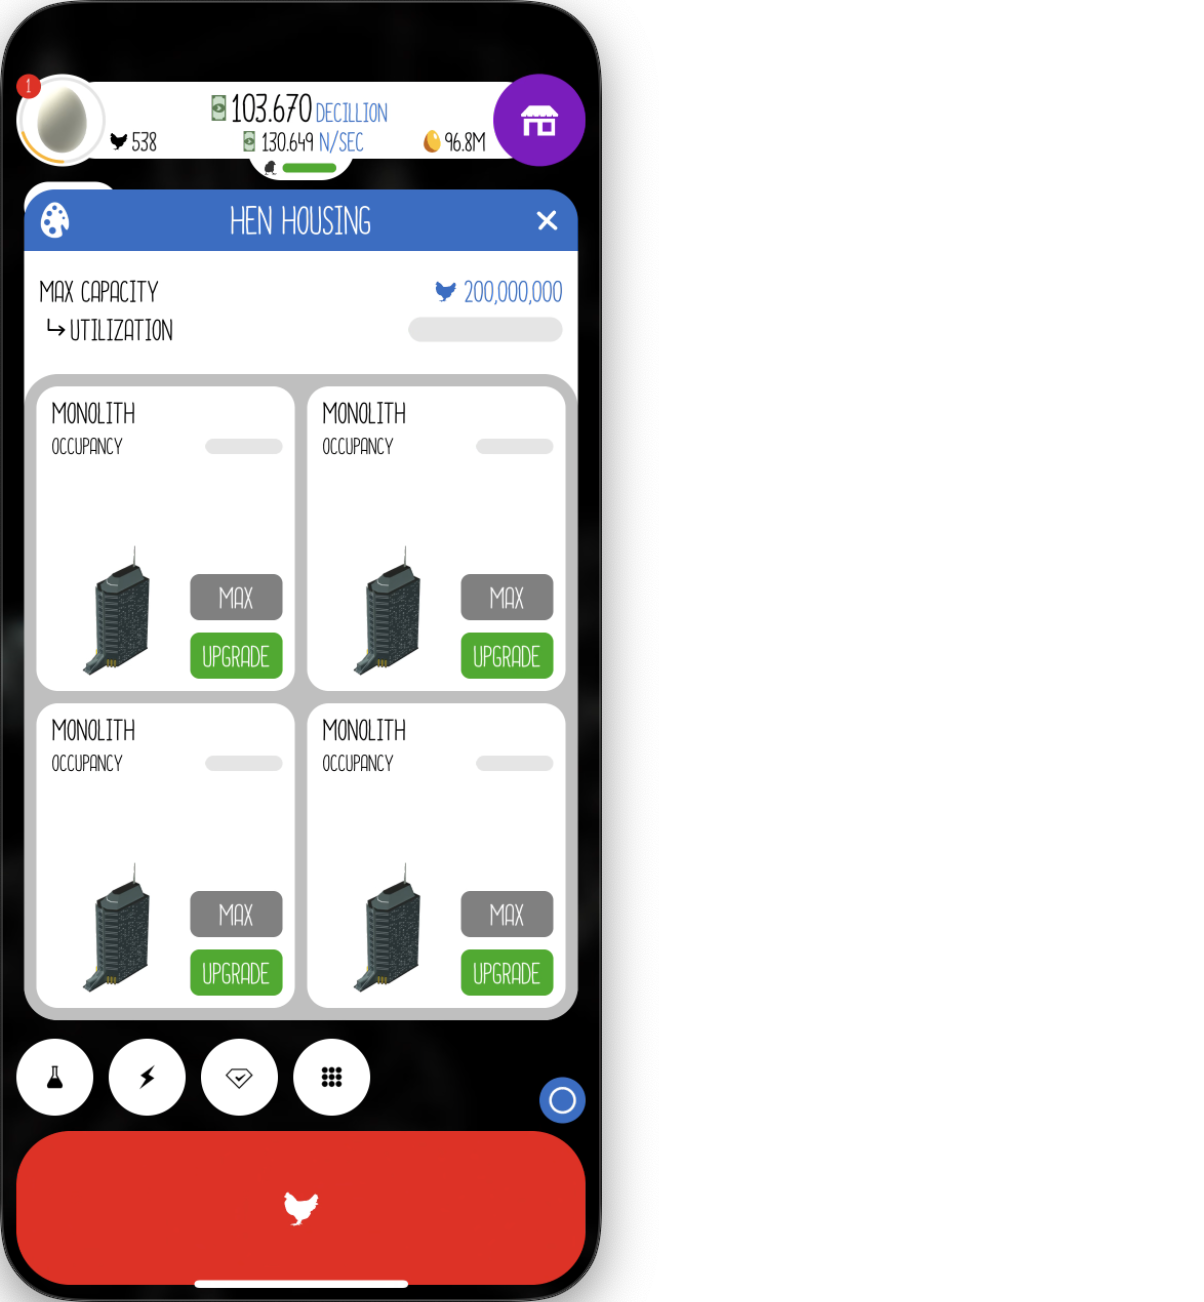 1
103.670 DECILLION
538
130.649 N/SEC
96.8M
HEN HOUSING
MAX CAPACITY
200,000,000
UTILIZATION
MONOLITH
OCCUPANCY
MAX
UPGRADE
MONOLITH
OCCUPANCY
MAX
UPGRADE
MONOLITH
OCCUPANCY
MAX
UPGRADE
MONOLITH
OCCUPANCY
MAX
UPGRADE